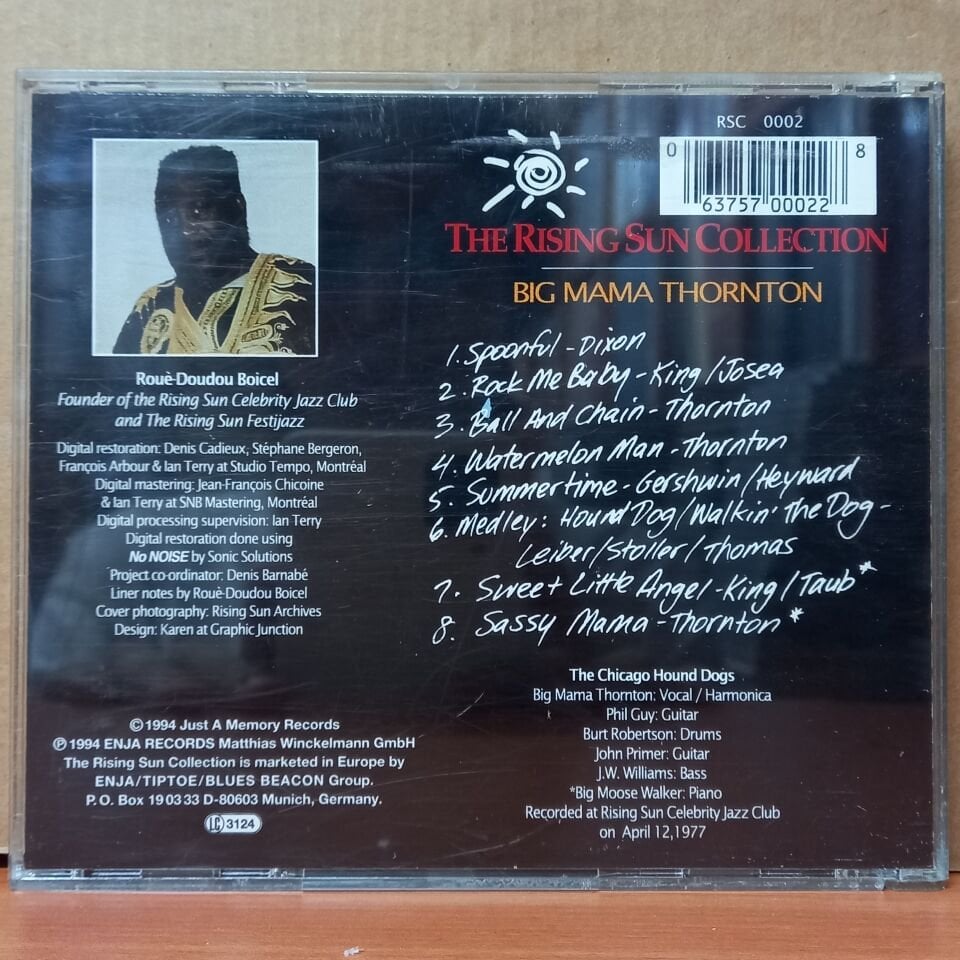 RSC 0002
0 63757 00022 8
THE RISING SUN COLLECTION
BIG MAMA THORNTON
1. Spoonful - Dixon
2. Rock Me Baby - King / Josea
3. Ball And Chain - Thornton
4. Watermelon Man - Thornton
5. Summertime - Gershwin / Heyward
6. Medley: Hound Dog / Walkin' The Dog -
Leiber / Stoller / Thomas
7. Sweet Little Angel - King / Taub*
8. Sassy Mama - Thornton*
The Chicago Hound Dogs
Big Mama Thornton: Vocal / Harmonica
Phil Guy: Guitar
Burt Robertson: Drums
John Primer: Guitar
J.W. Williams: Bass
*Big Moose Walker: Piano
Recorded at Rising Sun Celebrity Jazz Club
on April 12,1977
Rouè-Doudou Boicel
Founder of the Rising Sun Celebrity Jazz Club
and The Rising Sun Festijazz
Digital restoration: Denis Cadieux, Stéphane Bergeron,
François Arbour & Ian Terry at Studio Tempo, Montréal
Digital mastering: Jean-François Chicoine
& Ian Terry at SNB Mastering, Montréal
Digital processing supervision: Ian Terry
Digital restoration done using
No NOISE by Sonic Solutions
Project co-ordinator: Denis Barnabé
Liner notes by Rouè-Doudou Boicel
Cover photography: Rising Sun Archives
Design: Karen at Graphic Junction
©1994 Just A Memory Records
℗1994 ENJA RECORDS Matthias Winckelmann GmbH
The Rising Sun Collection is marketed in Europe by
ENJA/TIPTOE/BLUES BEACON Group.
P.O. Box 190333 D-80603 Munich, Germany.
LC 3124